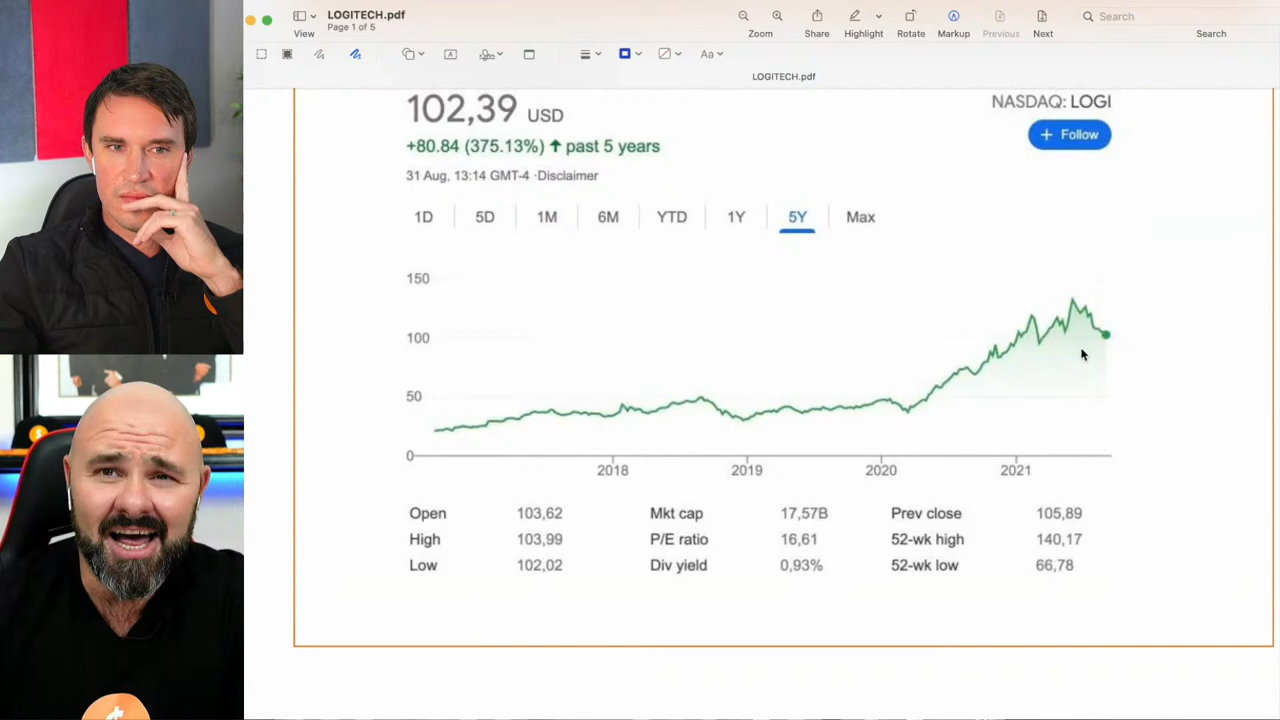 LOGITECH.pdf
Page 1 of 5
View
Zoom
Share
Highlight
Rotate
Markup
Previous
Next
Search
Search
A
Aa
LOGITECH.pdf
102,39 USD
NASDAQ: LOGI
+80.84 (375.13%) ↑ past 5 years
+ Follow
31 Aug, 13:14 GMT-4 · Disclaimer
1D 5D 1M 6M YTD 1Y 5Y Max
150
100
50
0
2018 2019 2020 2021
Open 103,62 Mkt cap 17,57B Prev close 105,89
High 103,99 P/E ratio 16,61 52-wk high 140,17
Low 102,02 Div yield 0,93% 52-wk low 66,78